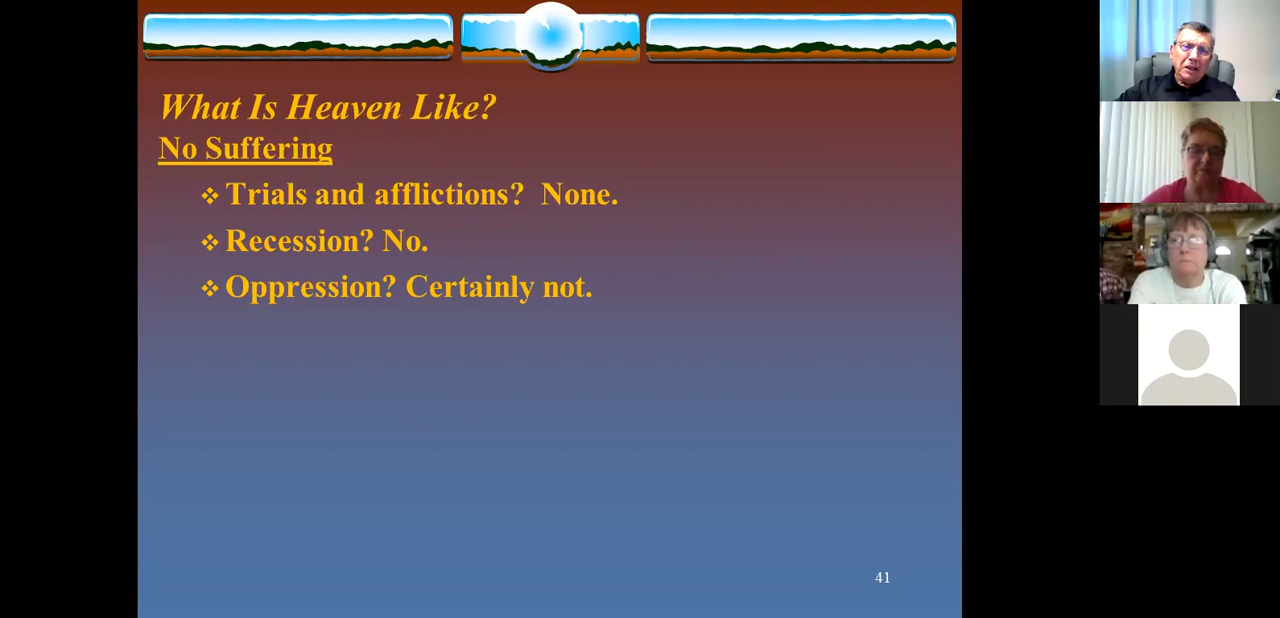 What Is Heaven Like?
No Suffering
❖ Trials and afflictions?  None.
❖ Recession? No.
❖ Oppression? Certainly not.
41